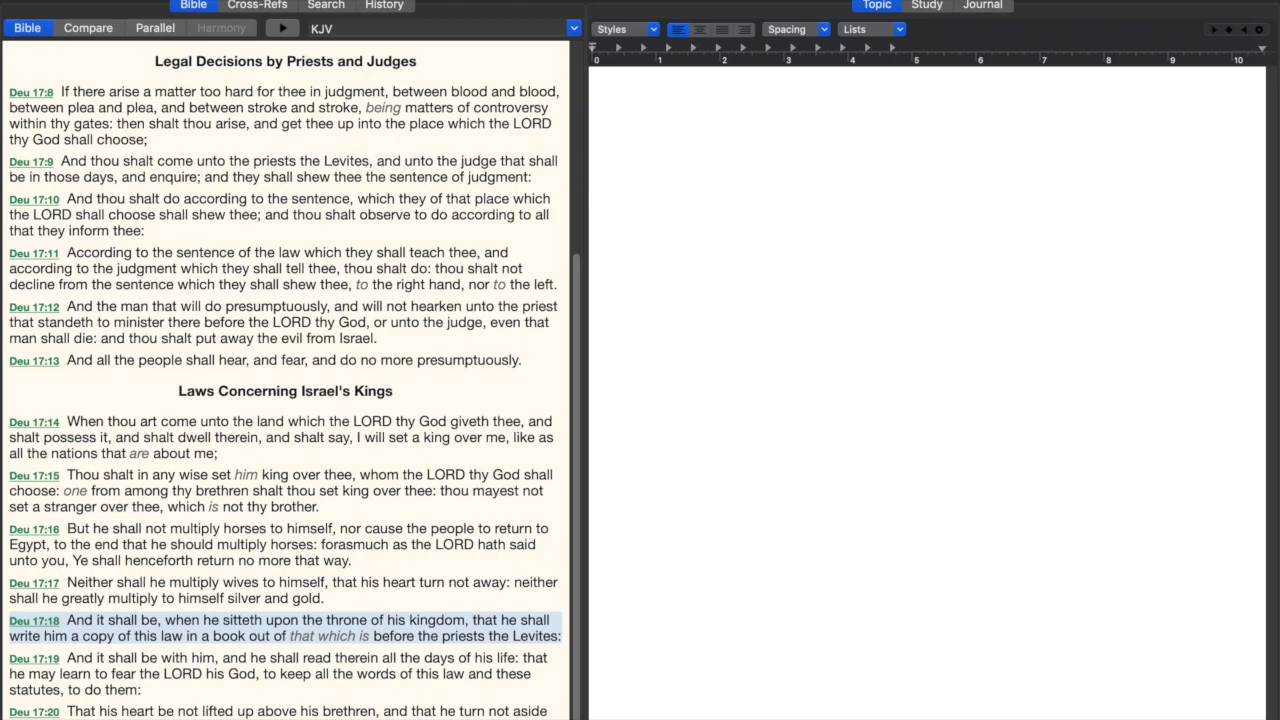 Bible Cross-Refs Search History
Topic Study Journal
Bible Compare Parallel Harmony KJV
Styles Spacing Lists
0 1 2 3 4 5 6 7 8 9 10
Legal Decisions by Priests and Judges
Deu 17:8 If there arise a matter too hard for thee in judgment, between blood and blood,
between plea and plea, and between stroke and stroke, being matters of controversy
within thy gates: then shalt thou arise, and get thee up into the place which the LORD
thy God shall choose;
Deu 17:9 And thou shalt come unto the priests the Levites, and unto the judge that shall
be in those days, and enquire; and they shall shew thee the sentence of judgment:
Deu 17:10 And thou shalt do according to the sentence, which they of that place which
the LORD shall choose shall shew thee; and thou shalt observe to do according to all
that they inform thee:
Deu 17:11 According to the sentence of the law which they shall teach thee, and
according to the judgment which they shall tell thee, thou shalt do: thou shalt not
decline from the sentence which they shall shew thee, to the right hand, nor to the left.
Deu 17:12 And the man that will do presumptuously, and will not hearken unto the priest
that standeth to minister there before the LORD thy God, or unto the judge, even that
man shall die: and thou shalt put away the evil from Israel.
Deu 17:13 And all the people shall hear, and fear, and do no more presumptuously.
Laws Concerning Israel's Kings
Deu 17:14 When thou art come unto the land which the LORD thy God giveth thee, and
shalt possess it, and shalt dwell therein, and shalt say, I will set a king over me, like as
all the nations that are about me;
Deu 17:15 Thou shalt in any wise set him king over thee, whom the LORD thy God shall
choose: one from among thy brethren shalt thou set king over thee: thou mayest not
set a stranger over thee, which is not thy brother.
Deu 17:16 But he shall not multiply horses to himself, nor cause the people to return to
Egypt, to the end that he should multiply horses: forasmuch as the LORD hath said
unto you, Ye shall henceforth return no more that way.
Deu 17:17 Neither shall he multiply wives to himself, that his heart turn not away: neither
shall he greatly multiply to himself silver and gold.
Deu 17:18 And it shall be, when he sitteth upon the throne of his kingdom, that he shall
write him a copy of this law in a book out of that which is before the priests the Levites:
Deu 17:19 And it shall be with him, and he shall read therein all the days of his life: that
he may learn to fear the LORD his God, to keep all the words of this law and these
statutes, to do them:
Deu 17:20 That his heart be not lifted up above his brethren, and that he turn not aside